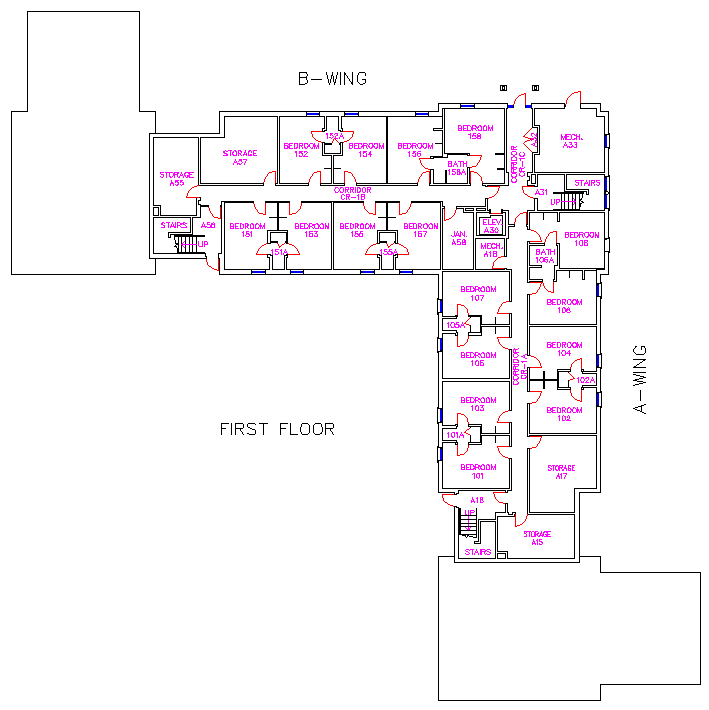 B-WING
BEDROOM
158
CORRIDOR
CR-1C
A32
MECH.
A33
STORAGE
A57
BEDROOM
152
152A
BEDROOM
154
BEDROOM
156
BATH
158A
STORAGE
A55
CORRIDOR
CR-1B
A31
STAIRS
UP
STAIRS
A56
UP
BEDROOM
151
151A
BEDROOM
153
BEDROOM
155
155A
BEDROOM
157
JAN.
A58
ELEV.
A30
MECH.
A18
BATH
106A
BEDROOM
108
BEDROOM
107
BEDROOM
106
105A
BEDROOM
105
CORRIDOR
CR-1A
BEDROOM
104
102A
BEDROOM
103
BEDROOM
102
101A
BEDROOM
101
STORAGE
A17
A-WING
FIRST FLOOR
A16
UP
STAIRS
STORAGE
A15